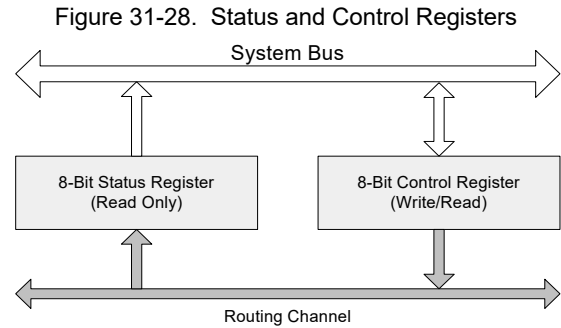 Figure 31-28. Status and Control Registers
System Bus
8-Bit Status Register
(Read Only)
8-Bit Control Register
(Write/Read)
Routing Channel